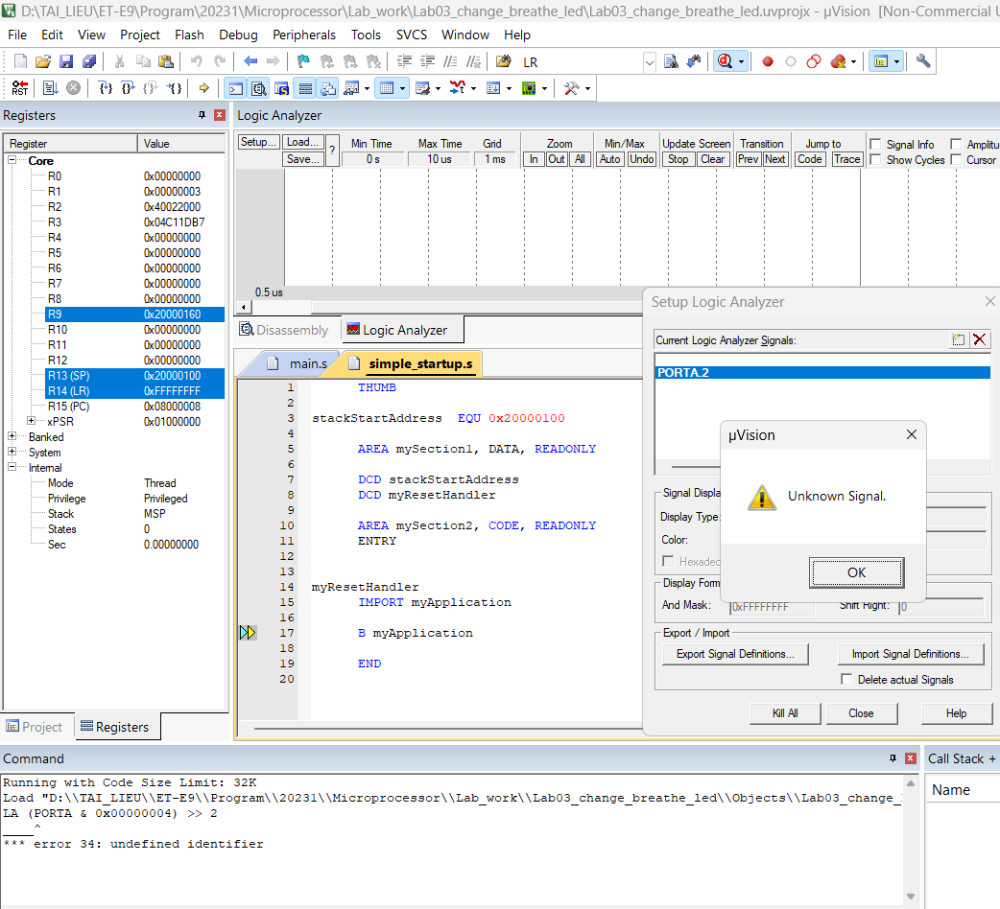 D:\TAI_LIEU\ET-E9\Program\20231\Microprocessor\Lab_work\Lab03_change_breathe_led\Lab03_change_breathe_led.uvprojx - µVision [Non-Commercial U
File Edit View Project Flash Debug Peripherals Tools SVCS Window Help
LR
RST
Registers
Register Value
Core
R0 0x00000000
R1 0x00000003
R2 0x40022000
R3 0x04C11DB7
R4 0x00000000
R5 0x00000000
R6 0x00000000
R7 0x00000000
R8 0x00000000
R9 0x20000160
R10 0x00000000
R11 0x00000000
R12 0x00000000
R13 (SP) 0x20000100
R14 (LR) 0xFFFFFFFF
R15 (PC) 0x08000008
xPSR 0x01000000
Banked
System
Internal
Mode Thread
Privilege Privileged
Stack MSP
States 0
Sec 0.00000000
Project Registers
Logic Analyzer
Setup... Load... Save... ?
Min Time Max Time Grid Zoom Min/Max Update Screen Transition Jump to
0 s 10 us 1 ms In Out All Auto Undo Stop Clear Prev Next Code Trace
Signal Info Amplitu
Show Cycles Cursor
0.5 us
Disassembly Logic Analyzer
main.s simple_startup.s
1 THUMB
2
3 stackStartAddress EQU 0x20000100
4
5 AREA mySection1, DATA, READONLY
6
7 DCD stackStartAddress
8 DCD myResetHandler
9
10 AREA mySection2, CODE, READONLY
11 ENTRY
12
13
14 myResetHandler
15 IMPORT myApplication
16
17 B myApplication
18
19 END
20
Setup Logic Analyzer
Current Logic Analyzer Signals:
PORTA.2
Signal Displa
Display Type:
Color:
Hexadec
Display Form
And Mask: 0xFFFFFFFF Shift Right: 0
Export / Import
Export Signal Definitions... Import Signal Definitions...
Delete actual Signals
Kill All Close Help
µVision
Unknown Signal.
OK
Command
Running with Code Size Limit: 32K
Load "D:\\TAI_LIEU\\ET-E9\\Program\\20231\\Microprocessor\\Lab_work\\Lab03_change_breathe_led\\Objects\\Lab03_change_
LA (PORTA & 0x00000004) >> 2
_____^
*** error 34: undefined identifier
Call Stack +
Name